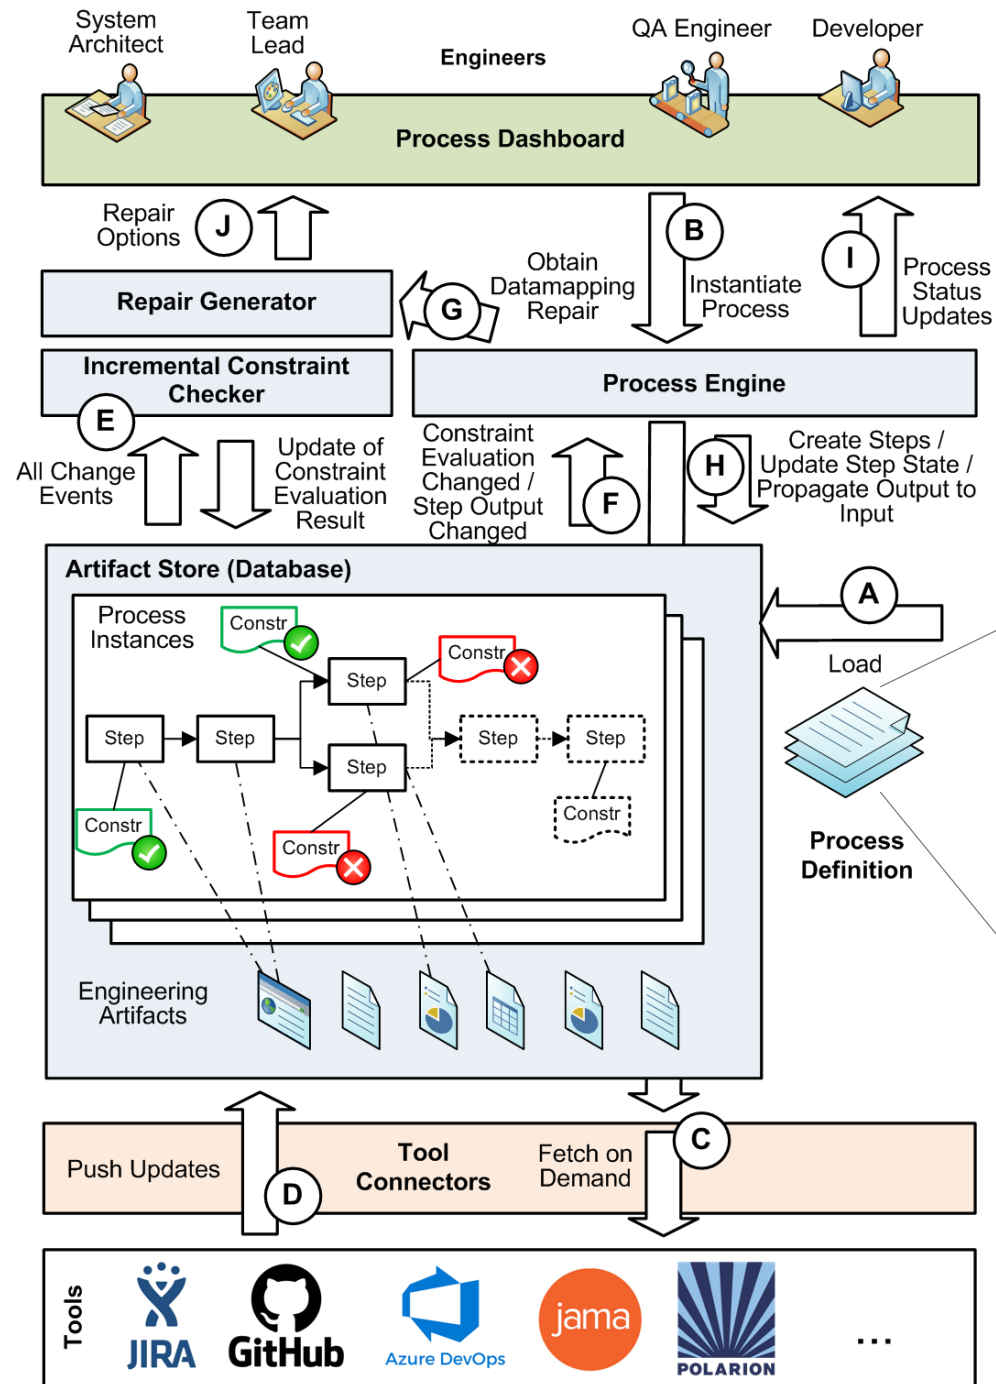 System
Architect
Team
Lead
Engineers
QA Engineer
Developer
Process Dashboard
Repair
Options
J
B
I
Obtain
Datamapping
Repair
Instantiate
Process
Process
Status
Updates
G
Repair Generator
Incremental Constraint
Checker
Process Engine
E
All Change
Events
Update of
Constraint
Evaluation
Result
Constraint
Evaluation
Changed /
Step Output
Changed
F
H
Create Steps /
Update Step State /
Propagate Output to
Input
Artifact Store (Database)
A
Load
Process
Instances
Constr
Constr
Step
Step
Step
Step
Step
Step
Constr
Constr
Constr
Process
Definition
Engineering
Artifacts
C
Push Updates
D
Tool
Connectors
Fetch on
Demand
Tools
JIRA
GitHub
Azure DevOps
jama
POLARION
...